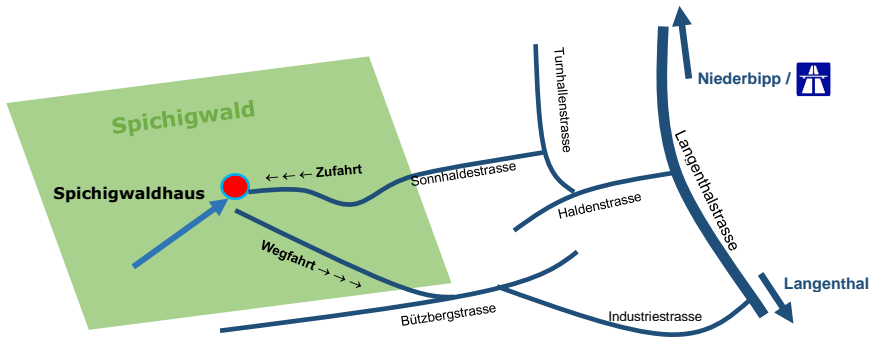 Spichigwald
Spichigwaldhaus
← ← ← Zufahrt
Wegfahrt → → →
Sonnhaldestrasse
Turnhallenstrasse
Haldenstrasse
Langenthalstrasse
Niederbipp /
Langenthal
Bützbergstrasse
Industriestrasse